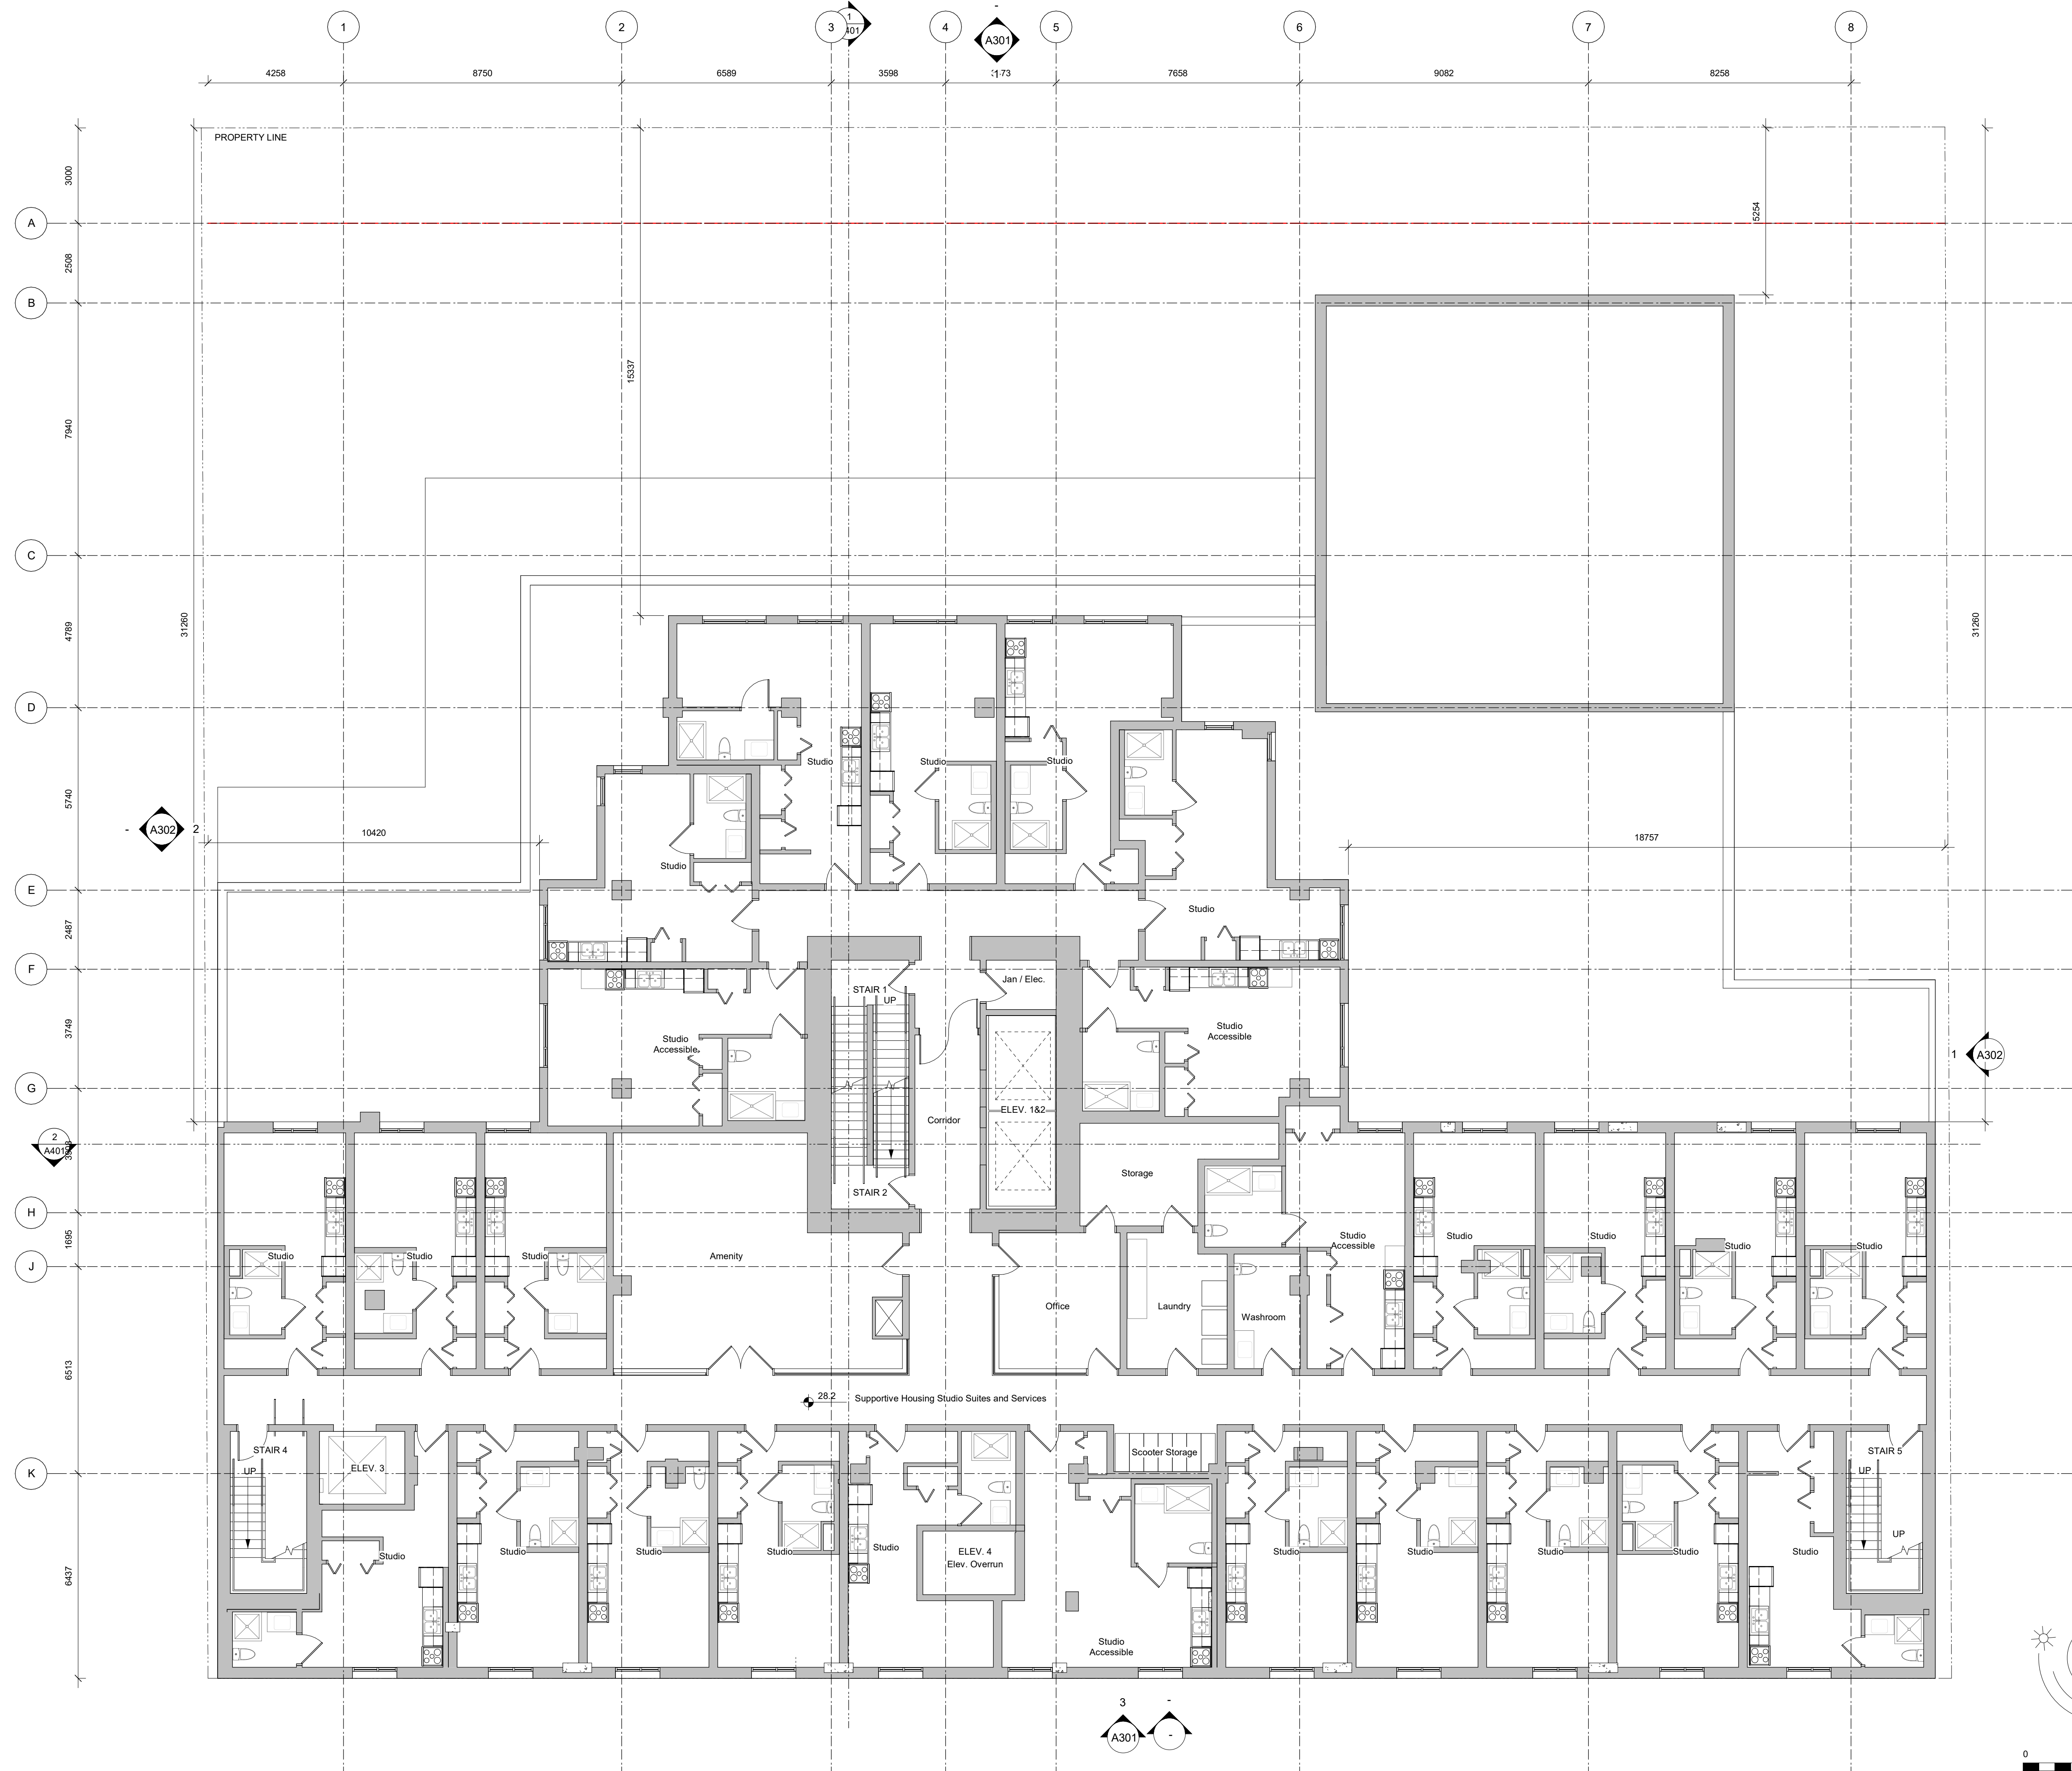 1
2
3
1
4
-
A301
1
5
6
7
8
4258
8750
6589
3598
7658
9082
8258
PROPERTY LINE
3000
A
2508
5254
B
7940
15337
C
31260
4789
31260
D
Studio
Studio
Studio
5740
-
A302
2
10420
18757
Studio
E
2487
Studio
F
STAIR 1
UP
Jan / Elec.
3749
Studio
Accessible
Studio
Accessible
1
A302
G
ELEV. 1&2
Corridor
2
A401
Storage
STAIR 2
H
1695
Studio
Studio
Studio
Amenity
Studio
Accessible
Studio
Studio
Studio
Studio
J
Office
Laundry
Washroom
6513
28.2
Supportive Housing Studio Suites and Services
STAIR 4
UP
ELEV. 3
Scooter Storage
STAIR 5
UP
K
UP
Studio
Studio
Studio
Studio
Studio
ELEV. 4
Elev. Overrun
Studio
Studio
Studio
Studio
Studio
6437
Studio
Accessible
3
-
A301
-
0